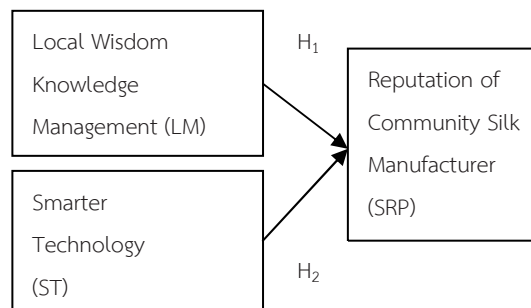 Local Wisdom
Knowledge
Management (LM)
H₁
Reputation of
Community Silk
Manufacturer
(SRP)
Smarter
Technology
(ST)
H₂